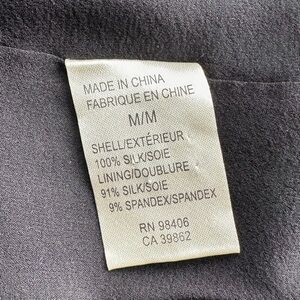 MADE IN CHINA
FABRIQUE EN CHINE
M/M
SHELL/EXTÉRIEUR
100% SILK/SOIE
LINING/DOUBLURE
91% SILK/SOIE
9% SPANDEX/SPANDEX
RN 98406
CA 39862